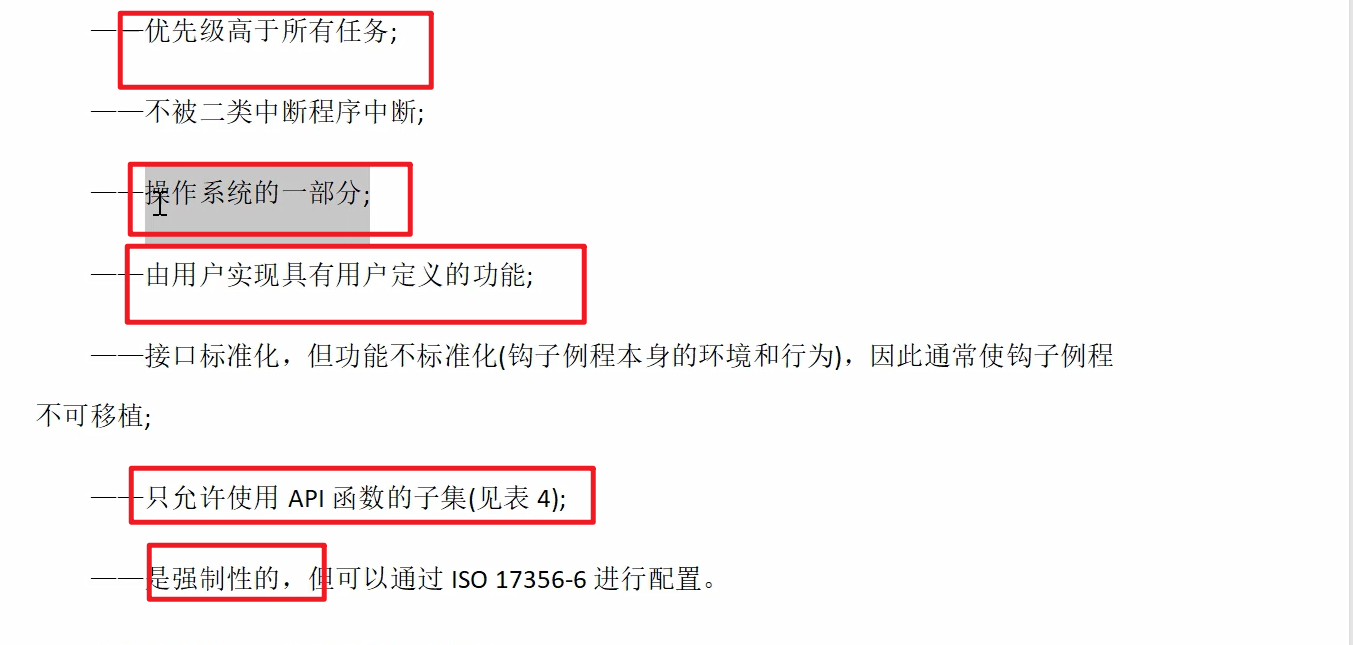 ——优先级高于所有任务;
——不被二类中断程序中断;
——操作系统的一部分;
——由用户实现具有用户定义的功能;
——接口标准化，但功能不标准化(钩子例程本身的环境和行为)，因此通常使钩子例程
不可移植;
——只允许使用 API 函数的子集(见表 4);
——是强制性的，但可以通过 ISO 17356-6 进行配置。